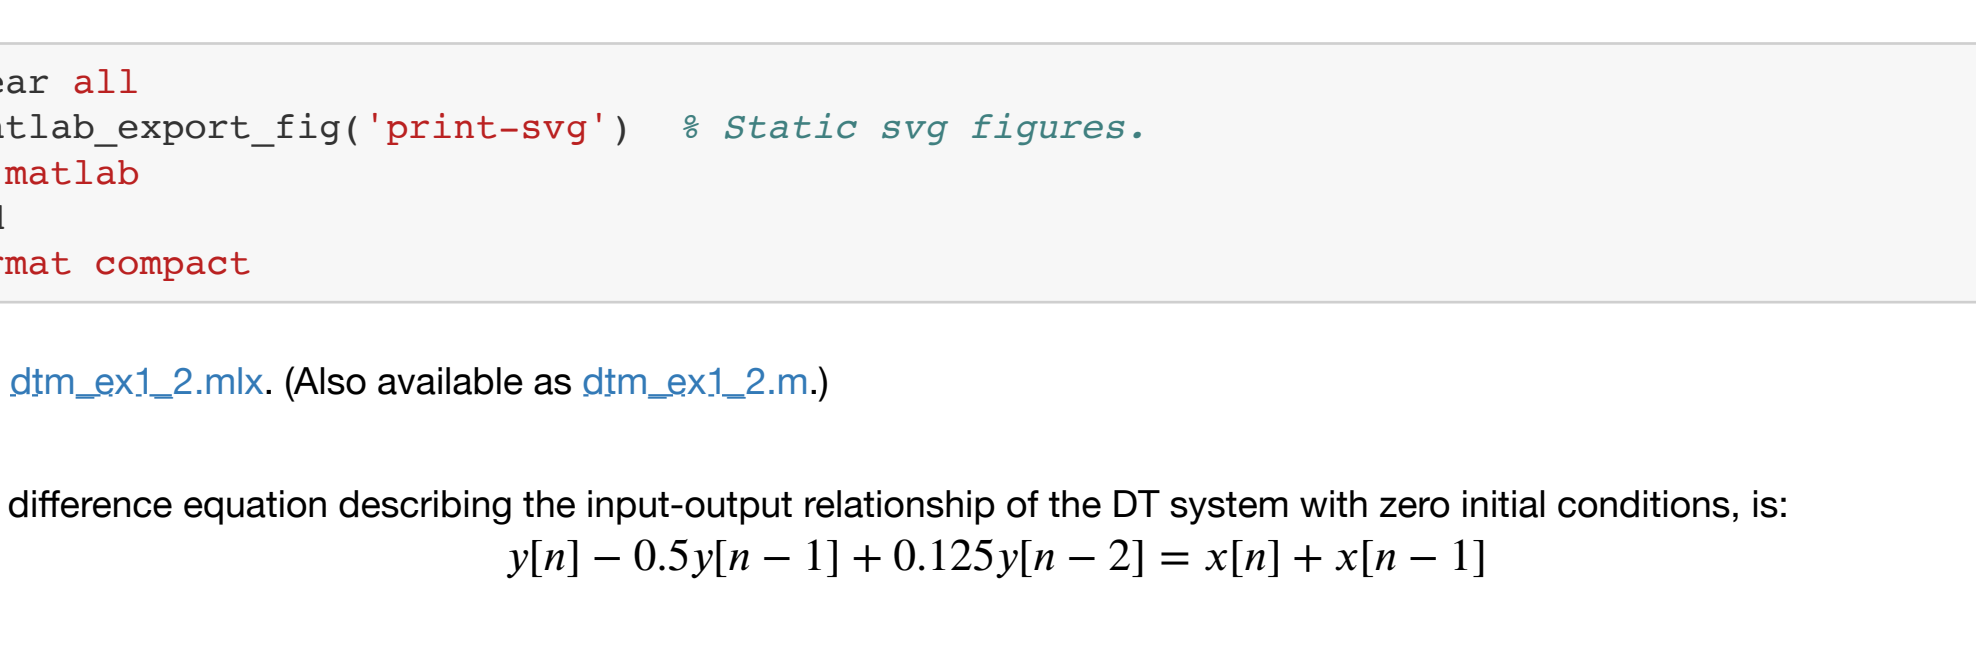 ear all
atlab_export_fig('print-svg')  % Static svg figures.
matlab
d
rmat compact
dtm_ex1_2.mlx. (Also available as dtm_ex1_2.m.)
difference equation describing the input-output relationship of the DT system with zero initial conditions, is:
y[n] − 0.5y[n − 1] + 0.125y[n − 2] = x[n] + x[n − 1]